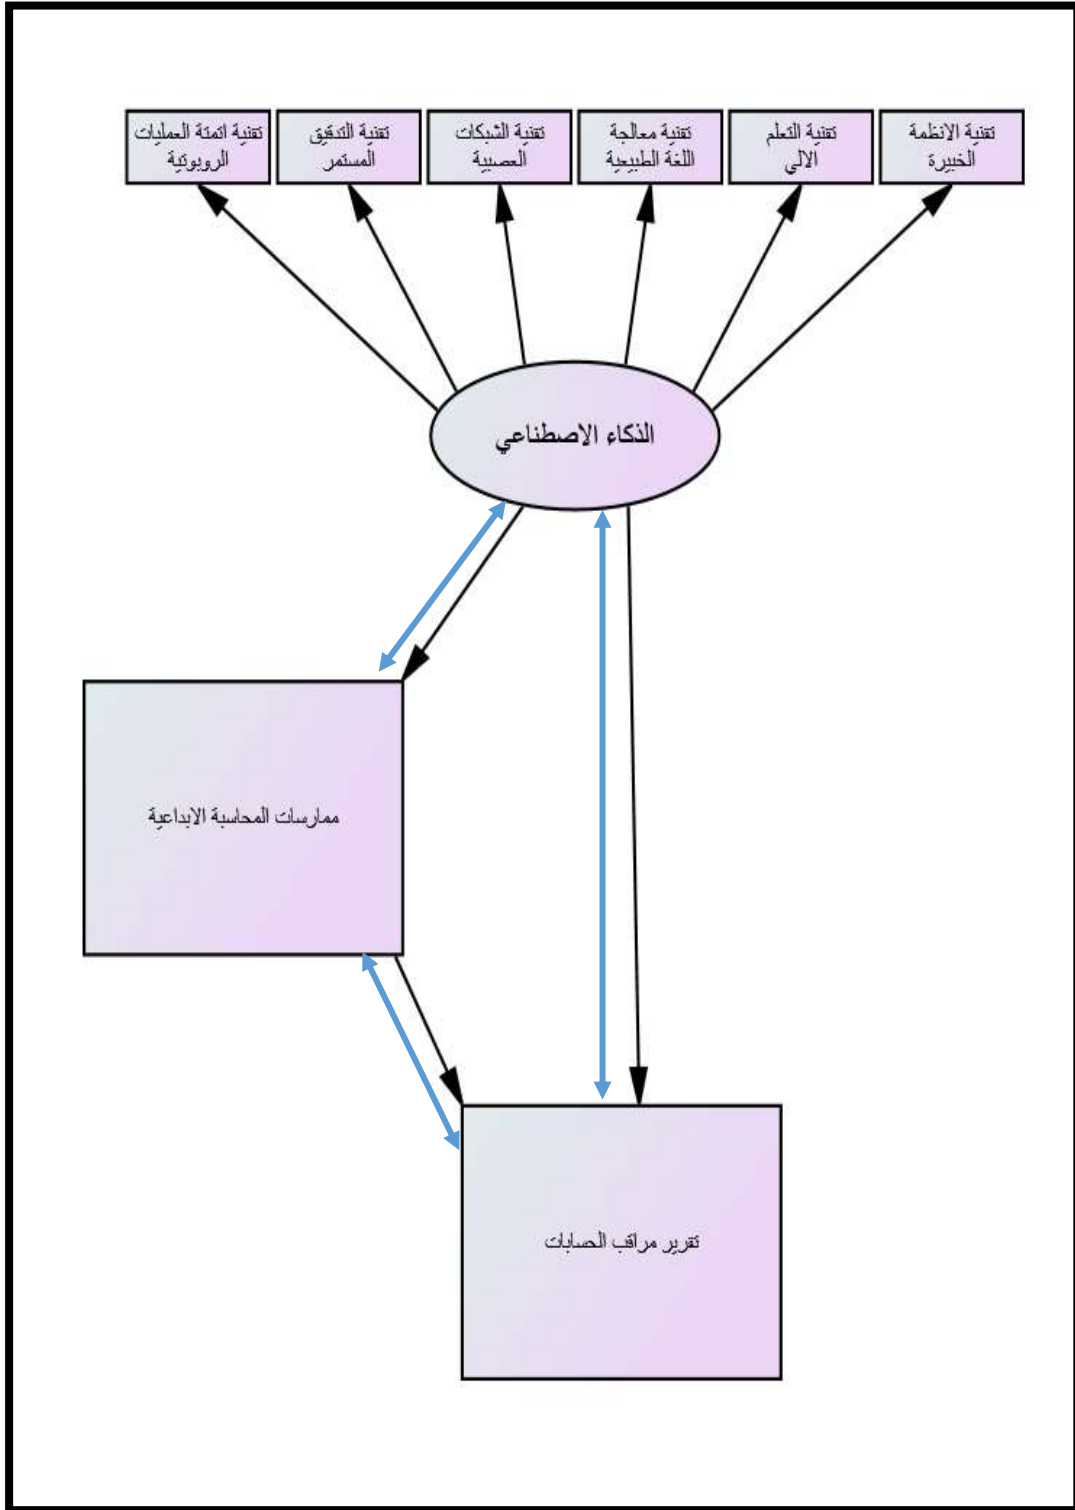 تقنية الانظمة
الخبيرة
تقنية التعلم
الالي
تقنية معالجة
اللغة الطبيعية
تقنية الشبكات
العصبية
تقنية التدقيق
المستمر
تقنية اتمتة العمليات
الروبوتية
الذكاء الاصطناعي
ممارسات المحاسبة الابداعية
تقرير مراقب الحسابات